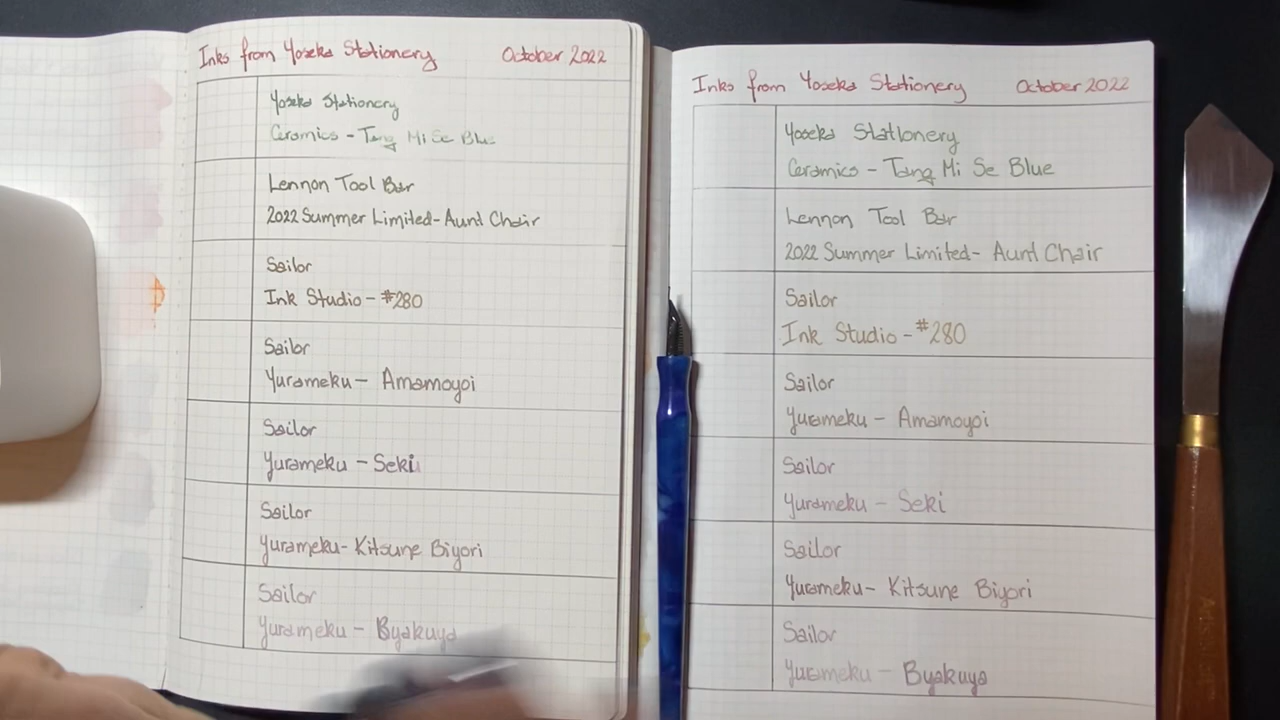 Inks from Yoseka Stationery October 2022
Yoseka Stationery
Ceramics - Tang Mi Se Blue
Lennon Tool Bar
2022 Summer Limited- Aunt Chair
Sailor
Ink Studio - #280
Sailor
Yurameku - Amamoyoi
Sailor
Yurameku - Seki
Sailor
Yurameku- Kitsune Biyori
Sailor
Yurameku - Byakuya
Inks from Yoseka Stationery October 2022
Yoseka Stationery
Ceramics - Tang Mi Se Blue
Lennon Tool Bar
2022 Summer Limited- Aunt Chair
Sailor
Ink Studio - #280
Sailor
Yurameku - Amamoyoi
Sailor
Yurameku - Seki
Sailor
Yurameku- Kitsune Biyori
Sailor
Yurameku - Byakuya